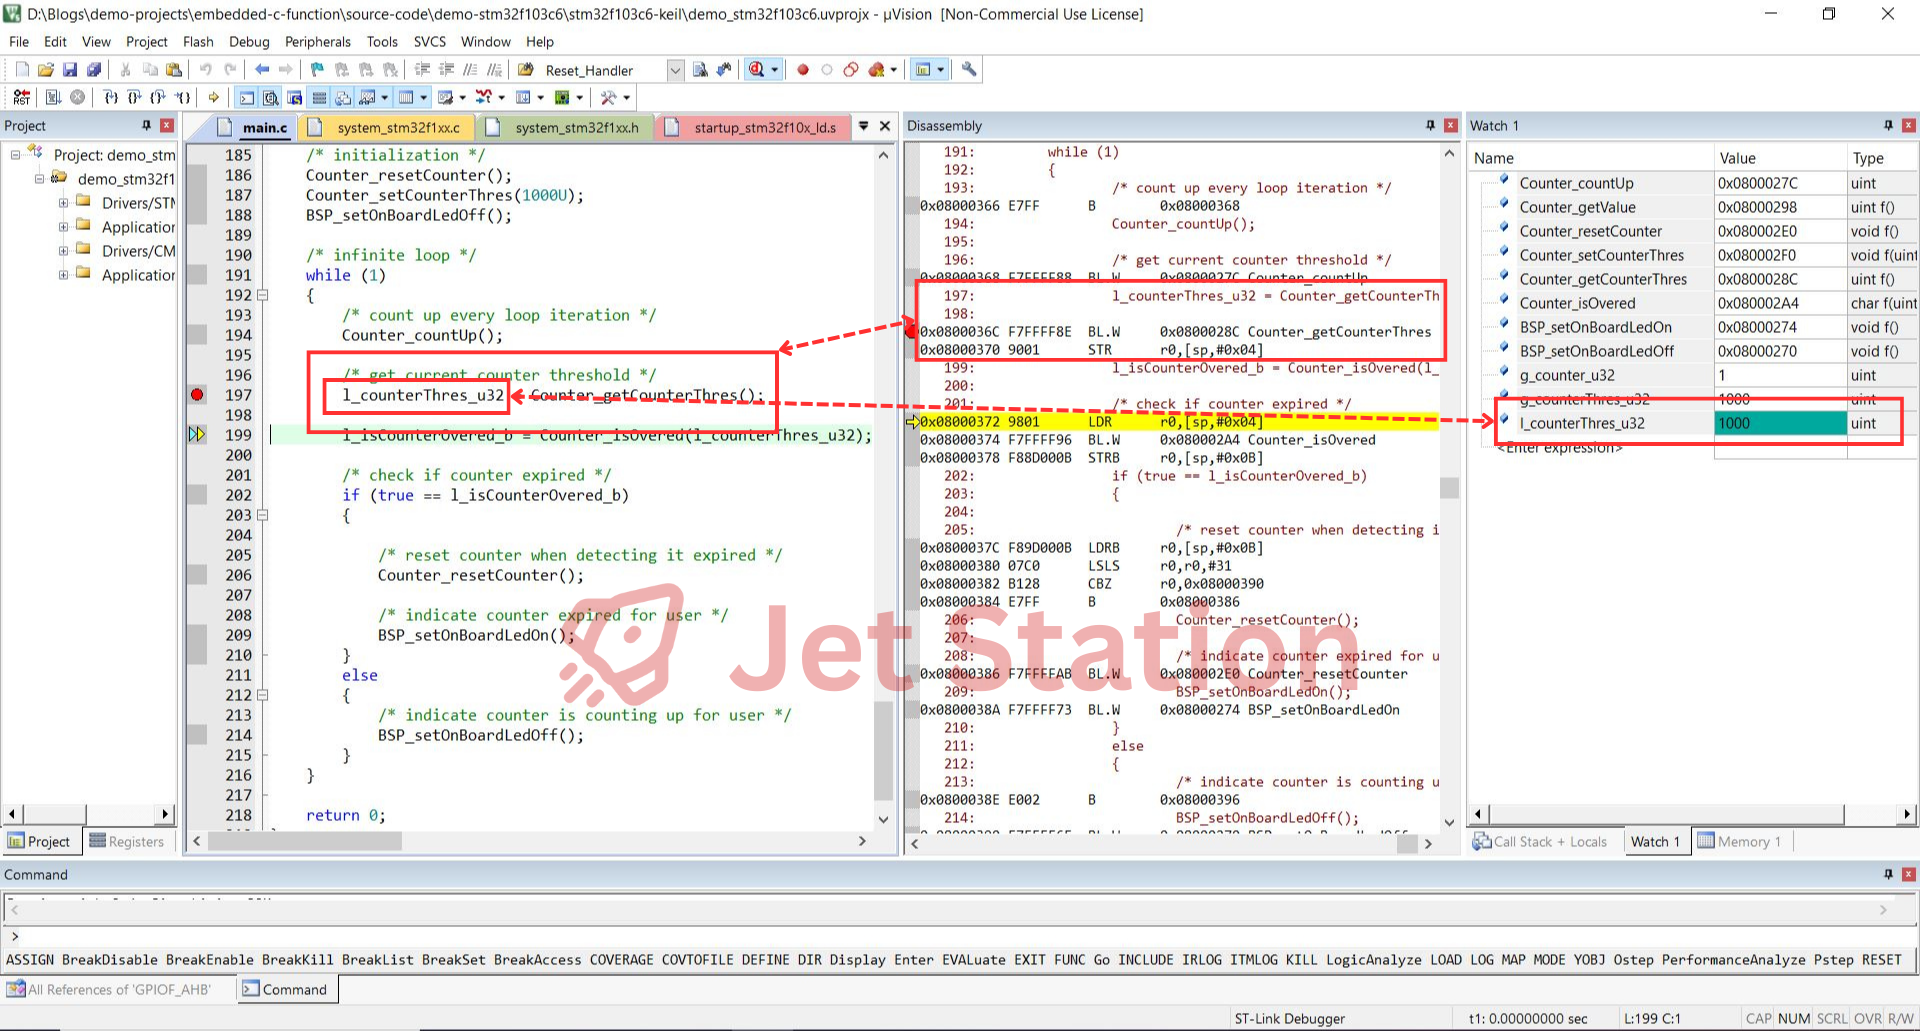 D:\Blogs\demo-projects\embedded-c-function\source-code\demo-stm32f103c6\stm32f103c6-keil\demo_stm32f103c6.uvprojx - µVision [Non-Commercial Use License]
File Edit View Project Flash Debug Peripherals Tools SVCS Window Help
Reset_Handler
RST
Project
Project: demo_stm
demo_stm32f1
Drivers/STM
Application
Drivers/CM
Application
Project Registers
main.c system_stm32f1xx.c system_stm32f1xx.h startup_stm32f10x_ld.s
185 /* initialization */
186 Counter_resetCounter();
187 Counter_setCounterThres(1000U);
188 BSP_setOnBoardLedOff();
189
190 /* infinite loop */
191 while (1)
192 {
193 /* count up every loop iteration */
194 Counter_countUp();
195
196 /* get current counter threshold */
197 l_counterThres_u32 = Counter_getCounterThres();
198
199 l_isCounterOvered_b = Counter_isOvered(l_counterThres_u32);
200
201 /* check if counter expired */
202 if (true == l_isCounterOvered_b)
203 {
204
205 /* reset counter when detecting it expired */
206 Counter_resetCounter();
207
208 /* indicate counter expired for user */
209 BSP_setOnBoardLedOn();
210 }
211 else
212 {
213 /* indicate counter is counting up for user */
214 BSP_setOnBoardLedOff();
215 }
216 }
217
218 return 0;
Disassembly
191: while (1)
192: {
193: /* count up every loop iteration */
0x08000366 E7FF B 0x08000368
194: Counter_countUp();
195:
196: /* get current counter threshold */
0x08000368 F7FFFF88 BL.W 0x0800027C Counter_countUp
197: l_counterThres_u32 = Counter_getCounterTh
198:
0x0800036C F7FFFF8E BL.W 0x0800028C Counter_getCounterThres
0x08000370 9001 STR r0,[sp,#0x04]
199: l_isCounterOvered_b = Counter_isOvered(l_
200:
201: /* check if counter expired */
0x08000372 9801 LDR r0,[sp,#0x04]
0x08000374 F7FFFF96 BL.W 0x080002A4 Counter_isOvered
0x08000378 F88D000B STRB r0,[sp,#0x0B]
202: if (true == l_isCounterOvered_b)
203: {
204:
205: /* reset counter when detecting i
0x0800037C F89D000B LDRB r0,[sp,#0x0B]
0x08000380 07C0 LSLS r0,r0,#31
0x08000382 B128 CBZ r0,0x08000390
0x08000384 E7FF B 0x08000386
206: Counter_resetCounter();
207:
208: /* indicate counter expired for u
0x08000386 F7FFFFAB BL.W 0x080002E0 Counter_resetCounter
209: BSP_setOnBoardLedOn();
0x0800038A F7FFFF73 BL.W 0x08000274 BSP_setOnBoardLedOn
210: }
211: else
212: {
213: /* indicate counter is counting u
0x0800038E E002 B 0x08000396
214: BSP_setOnBoardLedOff();
Watch 1
Name Value Type
Counter_countUp 0x0800027C uint
Counter_getValue 0x08000298 uint f()
Counter_resetCounter 0x080002E0 void f()
Counter_setCounterThres 0x080002F0 void f(uint
Counter_getCounterThres 0x0800028C uint f()
Counter_isOvered 0x080002A4 char f(uint
BSP_setOnBoardLedOn 0x08000274 void f()
BSP_setOnBoardLedOff 0x08000270 void f()
g_counter_u32 1 uint
g_counterThres_u32 1000 uint
l_counterThres_u32 1000 uint
<Enter expression>
Call Stack + Locals Watch 1 Memory 1
Jet Station
Command
>
ASSIGN BreakDisable BreakEnable BreakKill BreakList BreakSet BreakAccess COVERAGE COVTOFILE DEFINE DIR Display Enter EVALuate EXIT FUNC Go INCLUDE IRLOG ITMLOG KILL LogicAnalyze LOAD LOG MAP MODE YOBJ Ostep PerformanceAnalyze Pstep RESET
All References of 'GPIOF_AHB' Command
ST-Link Debugger t1: 0.00000000 sec L:199 C:1 CAP NUM SCRL OVR R/W